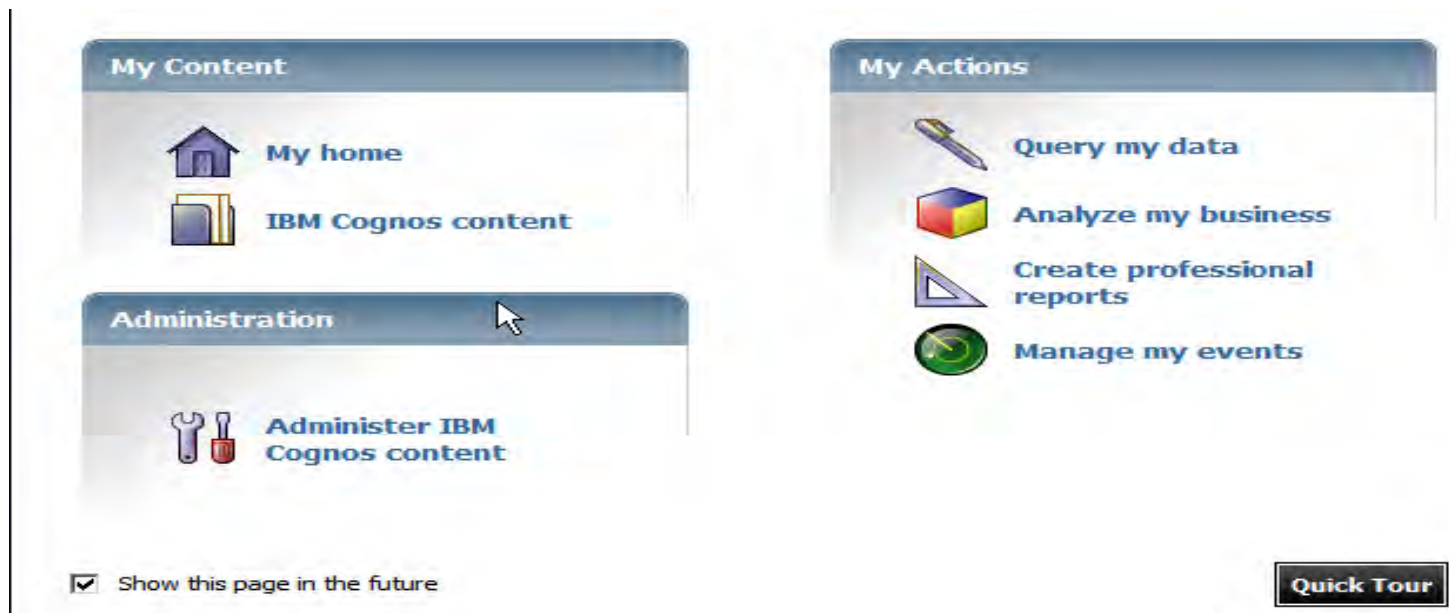 My Content
My home
IBM Cognos content
Administration
Administer IBM
Cognos content
My Actions
Query my data
Analyze my business
Create professional
reports
Manage my events
Show this page in the future
Quick Tour